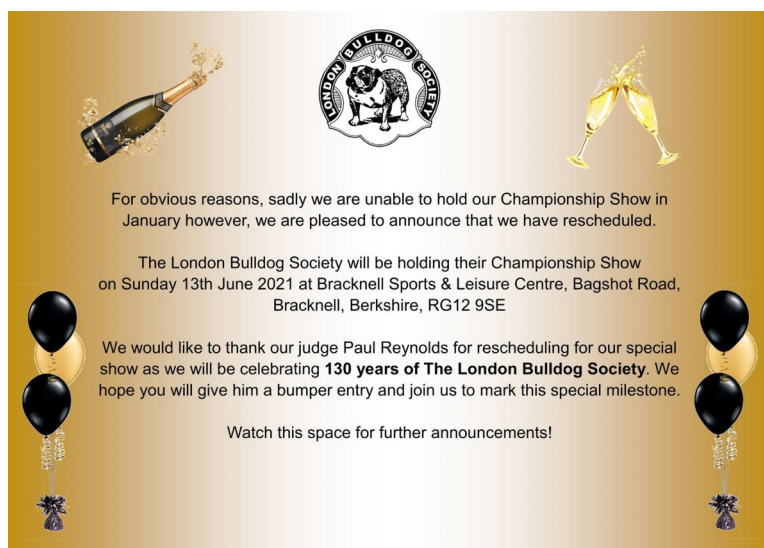 LONDON BULLDOG SOCIETY
For obvious reasons, sadly we are unable to hold our Championship Show in
January however, we are pleased to announce that we have rescheduled.
The London Bulldog Society will be holding their Championship Show
on Sunday 13th June 2021 at Bracknell Sports & Leisure Centre, Bagshot Road,
Bracknell, Berkshire, RG12 9SE
We would like to thank our judge Paul Reynolds for rescheduling for our special
show as we will be celebrating 130 years of The London Bulldog Society. We
hope you will give him a bumper entry and join us to mark this special milestone.
Watch this space for further announcements!